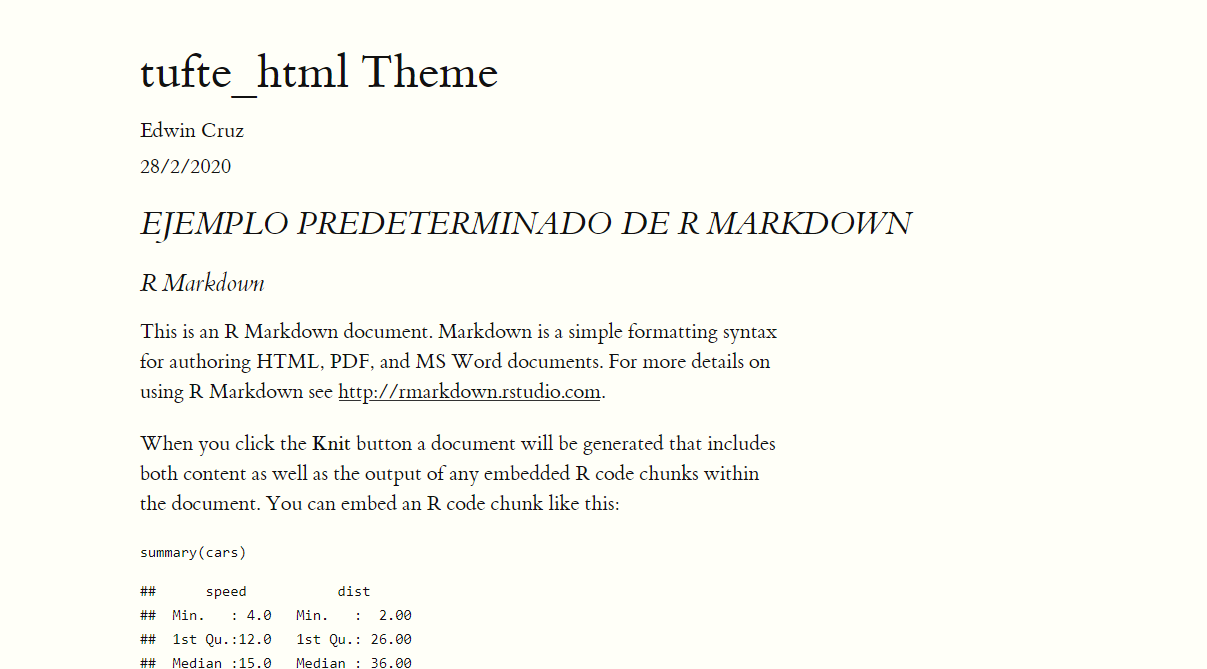 tufte_html Theme
Edwin Cruz
28/2/2020
EJEMPLO PREDETERMINADO DE R MARKDOWN
R Markdown
This is an R Markdown document. Markdown is a simple formatting syntax
for authoring HTML, PDF, and MS Word documents. For more details on
using R Markdown see http://rmarkdown.rstudio.com.
When you click the Knit button a document will be generated that includes
both content as well as the output of any embedded R code chunks within
the document. You can embed an R code chunk like this:
summary(cars)
##      speed           dist
##  Min.   : 4.0   Min.   :  2.00
##  1st Qu.:12.0   1st Qu.: 26.00
##  Median :15.0   Median : 36.00